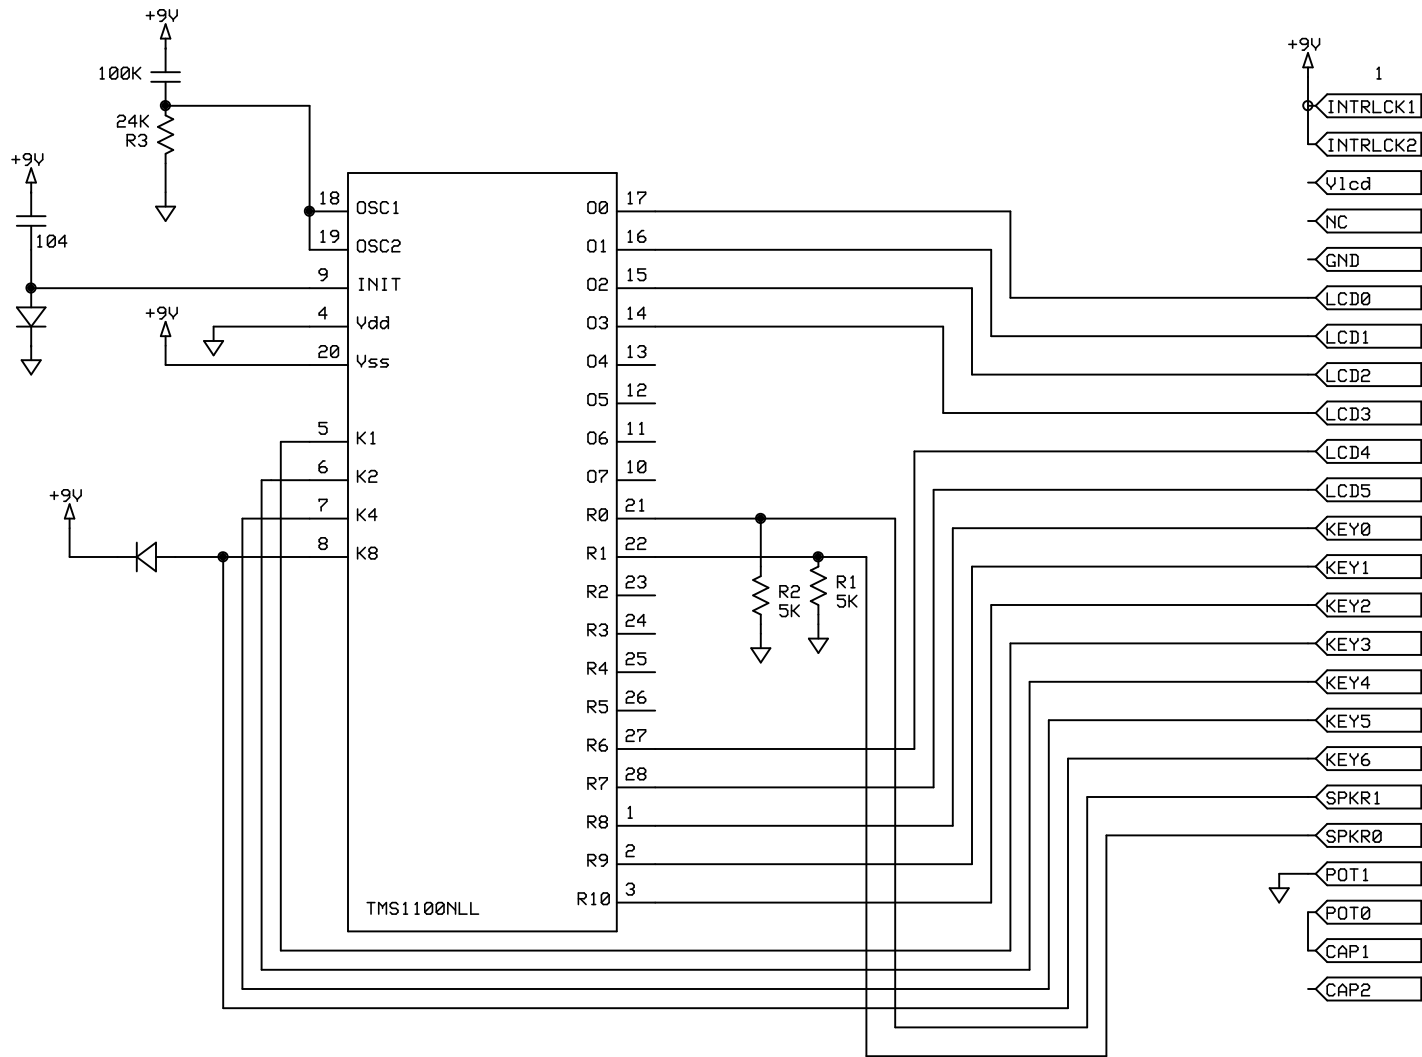 +9V
100K
24K
R3
+9V
104
+9V
+9V
18 OSC1
19 OSC2
9 INIT
4 Vdd
20 Vss
5 K1
6 K2
7 K4
8 K8
TMS1100NLL
O0 17
O1 16
O2 15
O3 14
O4 13
O5 12
O6 11
O7 10
R0 21
R1 22
R2 23
R3 24
R4 25
R5 26
R6 27
R7 28
R8 1
R9 2
R10 3
R2
5K
R1
5K
+9V
1
INTRLCK1
INTRLCK2
Vlcd
NC
GND
LCD0
LCD1
LCD2
LCD3
LCD4
LCD5
KEY0
KEY1
KEY2
KEY3
KEY4
KEY5
KEY6
SPKR1
SPKR0
POT1
POT0
CAP1
CAP2